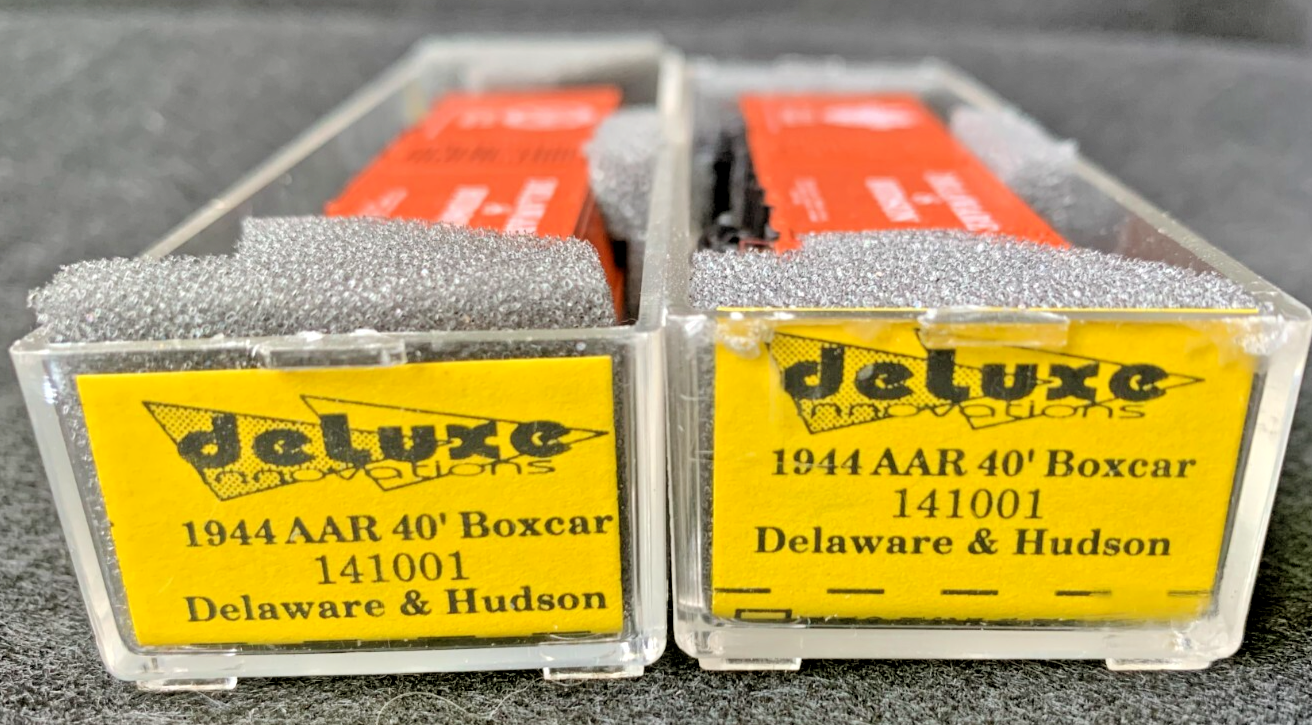 deluxe
innovations
1944 AAR 40' Boxcar
141001
Delaware & Hudson
deluxe
innovations
1944 AAR 40' Boxcar
141001
Delaware & Hudson